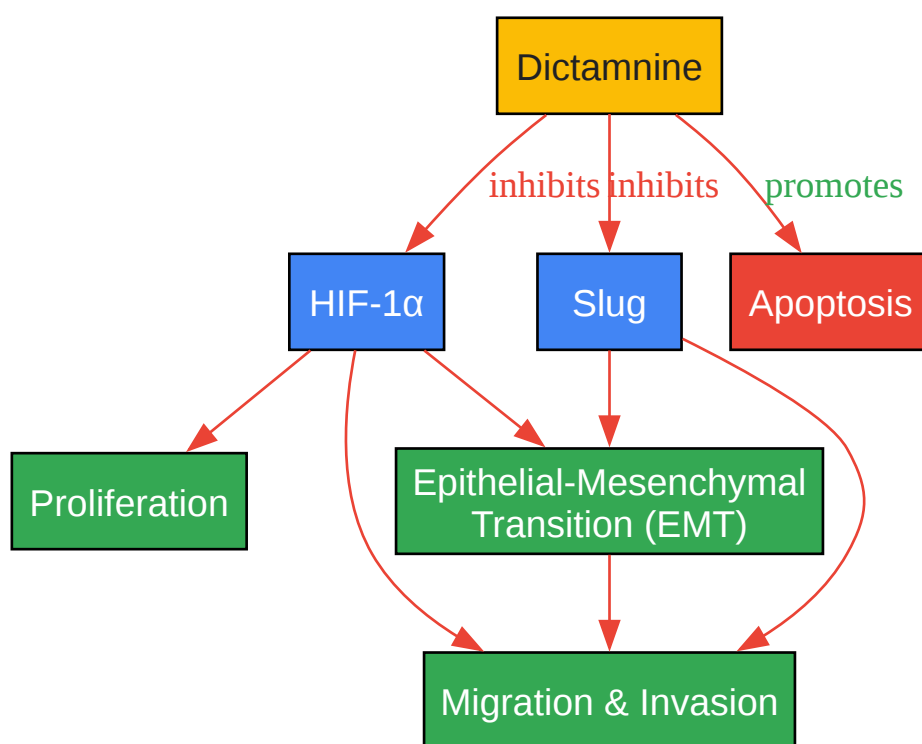 Dictamnine
inhibits inhibits promotes
HIF-1α Slug Apoptosis
Proliferation
Epithelial-Mesenchymal
Transition (EMT)
Migration & Invasion